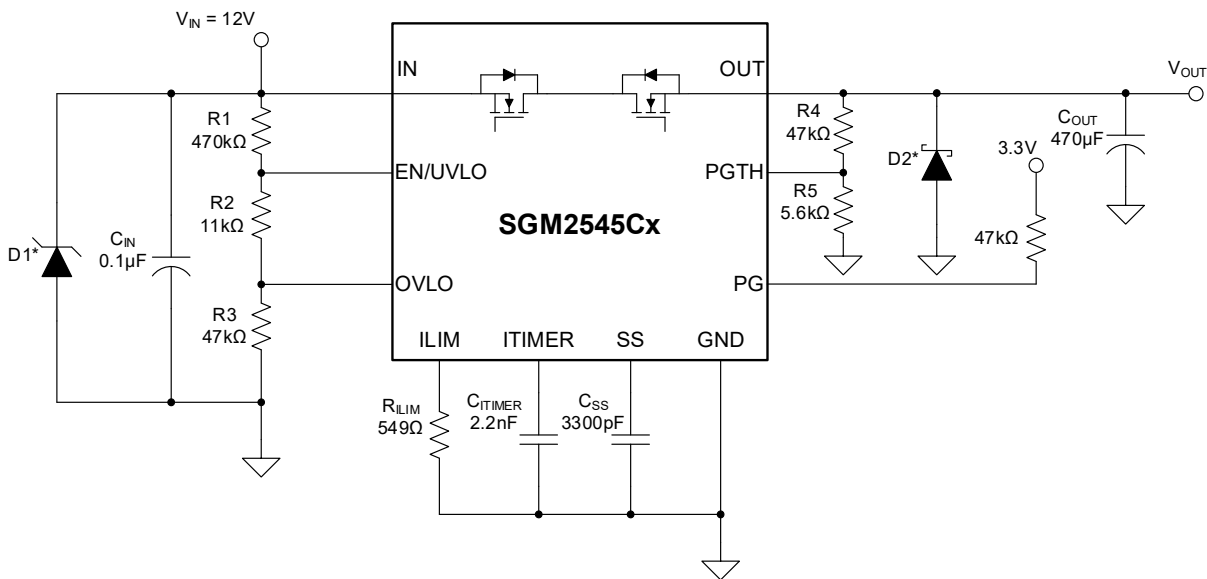 V_IN = 12V
IN
OUT
V_OUT
R1
470kΩ
R4
47kΩ
C_OUT
470μF
3.3V
EN/UVLO
PGTH
D2*
R2
11kΩ
R5
5.6kΩ
SGM2545Cx
47kΩ
D1*
C_IN
0.1μF
OVLO
PG
R3
47kΩ
ILIM
ITIMER
SS
GND
R_ILIM
549Ω
C_ITIMER
2.2nF
C_SS
3300pF